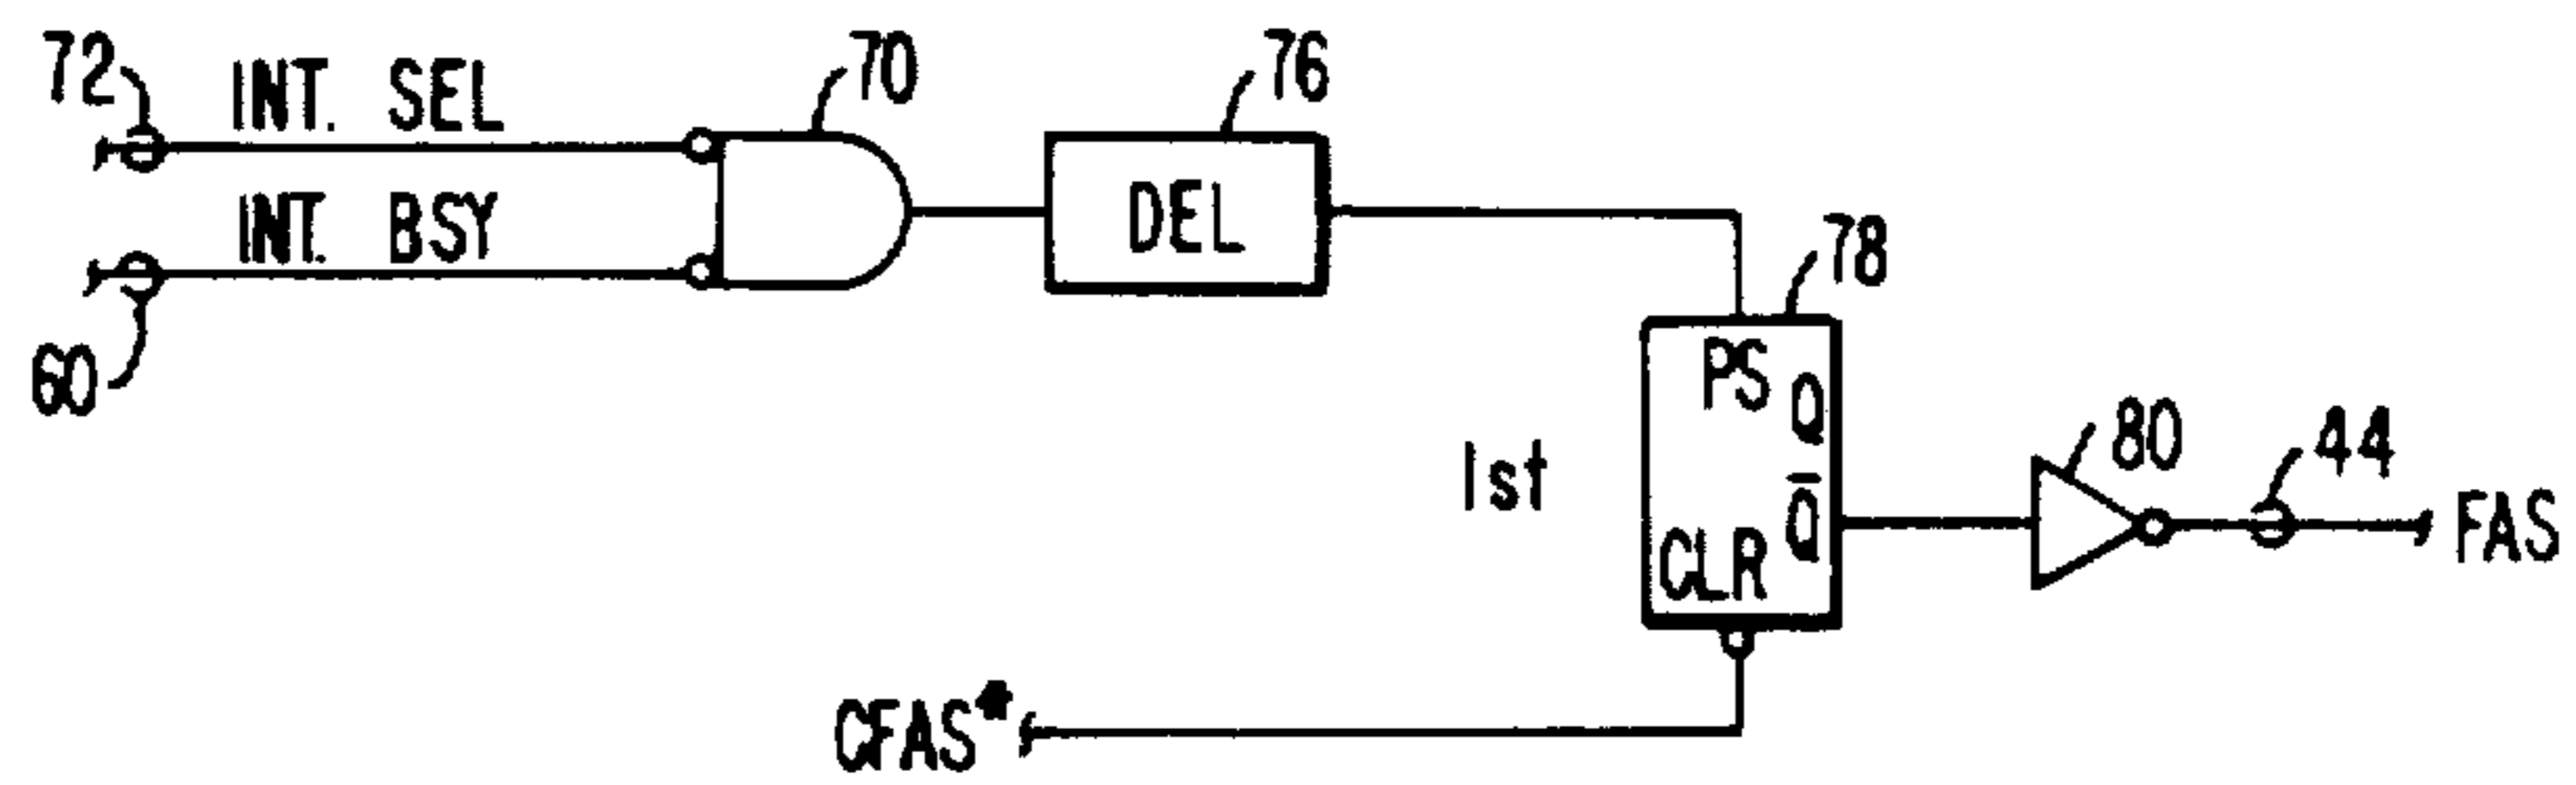 72
INT. SEL
70
76
INT. BSY
DEL
60
78
PS
Q
1st
Q̅
CLR
80
44
FAS
CFAS*